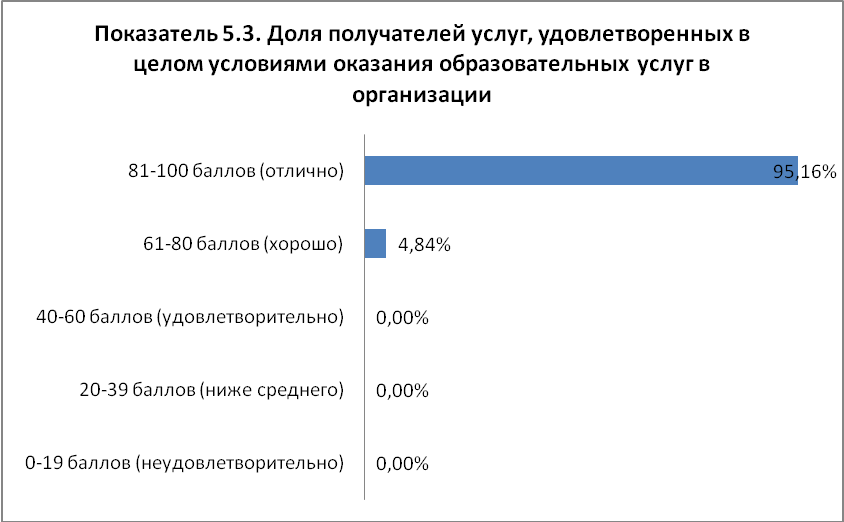 Показатель 5.3. Доля получателей услуг, удовлетворенных в
целом условиями оказания образовательных услуг в
организации
81-100 баллов (отлично) 95,16%
61-80 баллов (хорошо) 4,84%
40-60 баллов (удовлетворительно) 0,00%
20-39 баллов (ниже среднего) 0,00%
0-19 баллов (неудовлетворительно) 0,00%